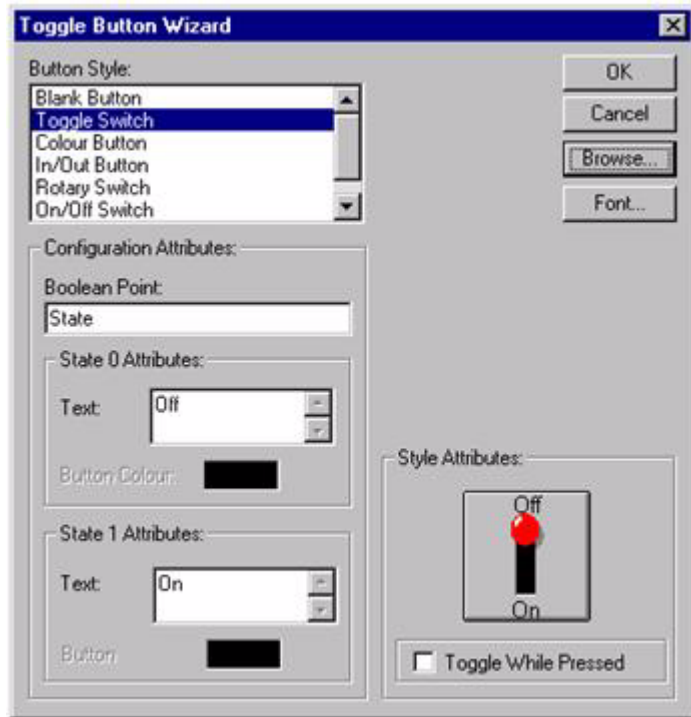 Toggle Button Wizard
Button Style:
Blank Button
Toggle Switch
Colour Button
In/Out Button
Rotary Switch
On/Off Switch
OK
Cancel
Browse...
Font...
Configuration Attributes:
Boolean Point:
State
State 0 Attributes:
Text: Off
Button Colour:
State 1 Attributes:
Text: On
Button
Style Attributes:
Off
On
Toggle While Pressed